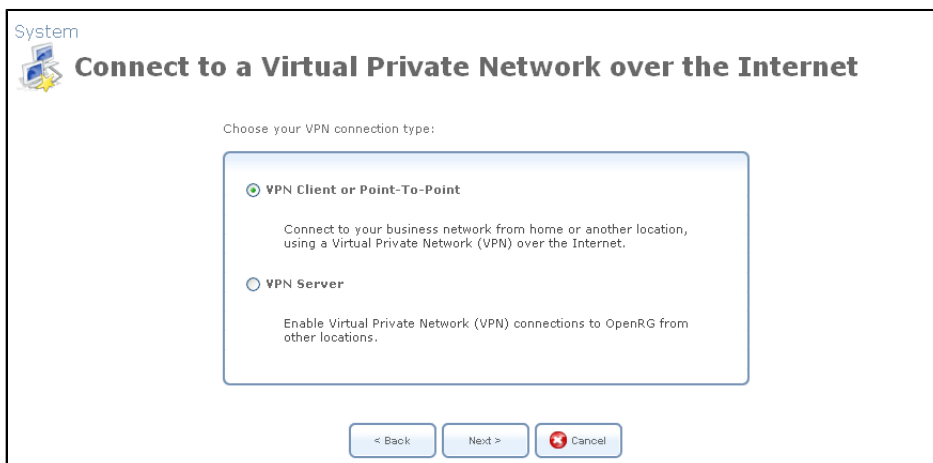 System
Connect to a Virtual Private Network over the Internet
Choose your VPN connection type:
VPN Client or Point-To-Point
Connect to your business network from home or another location,
using a Virtual Private Network (VPN) over the Internet.
VPN Server
Enable Virtual Private Network (VPN) connections to OpenRG from
other locations.
< Back
Next >
Cancel